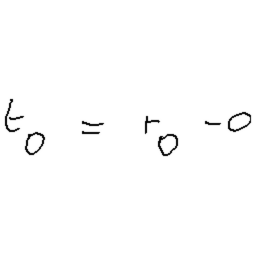 t₀ = r₀ - 0